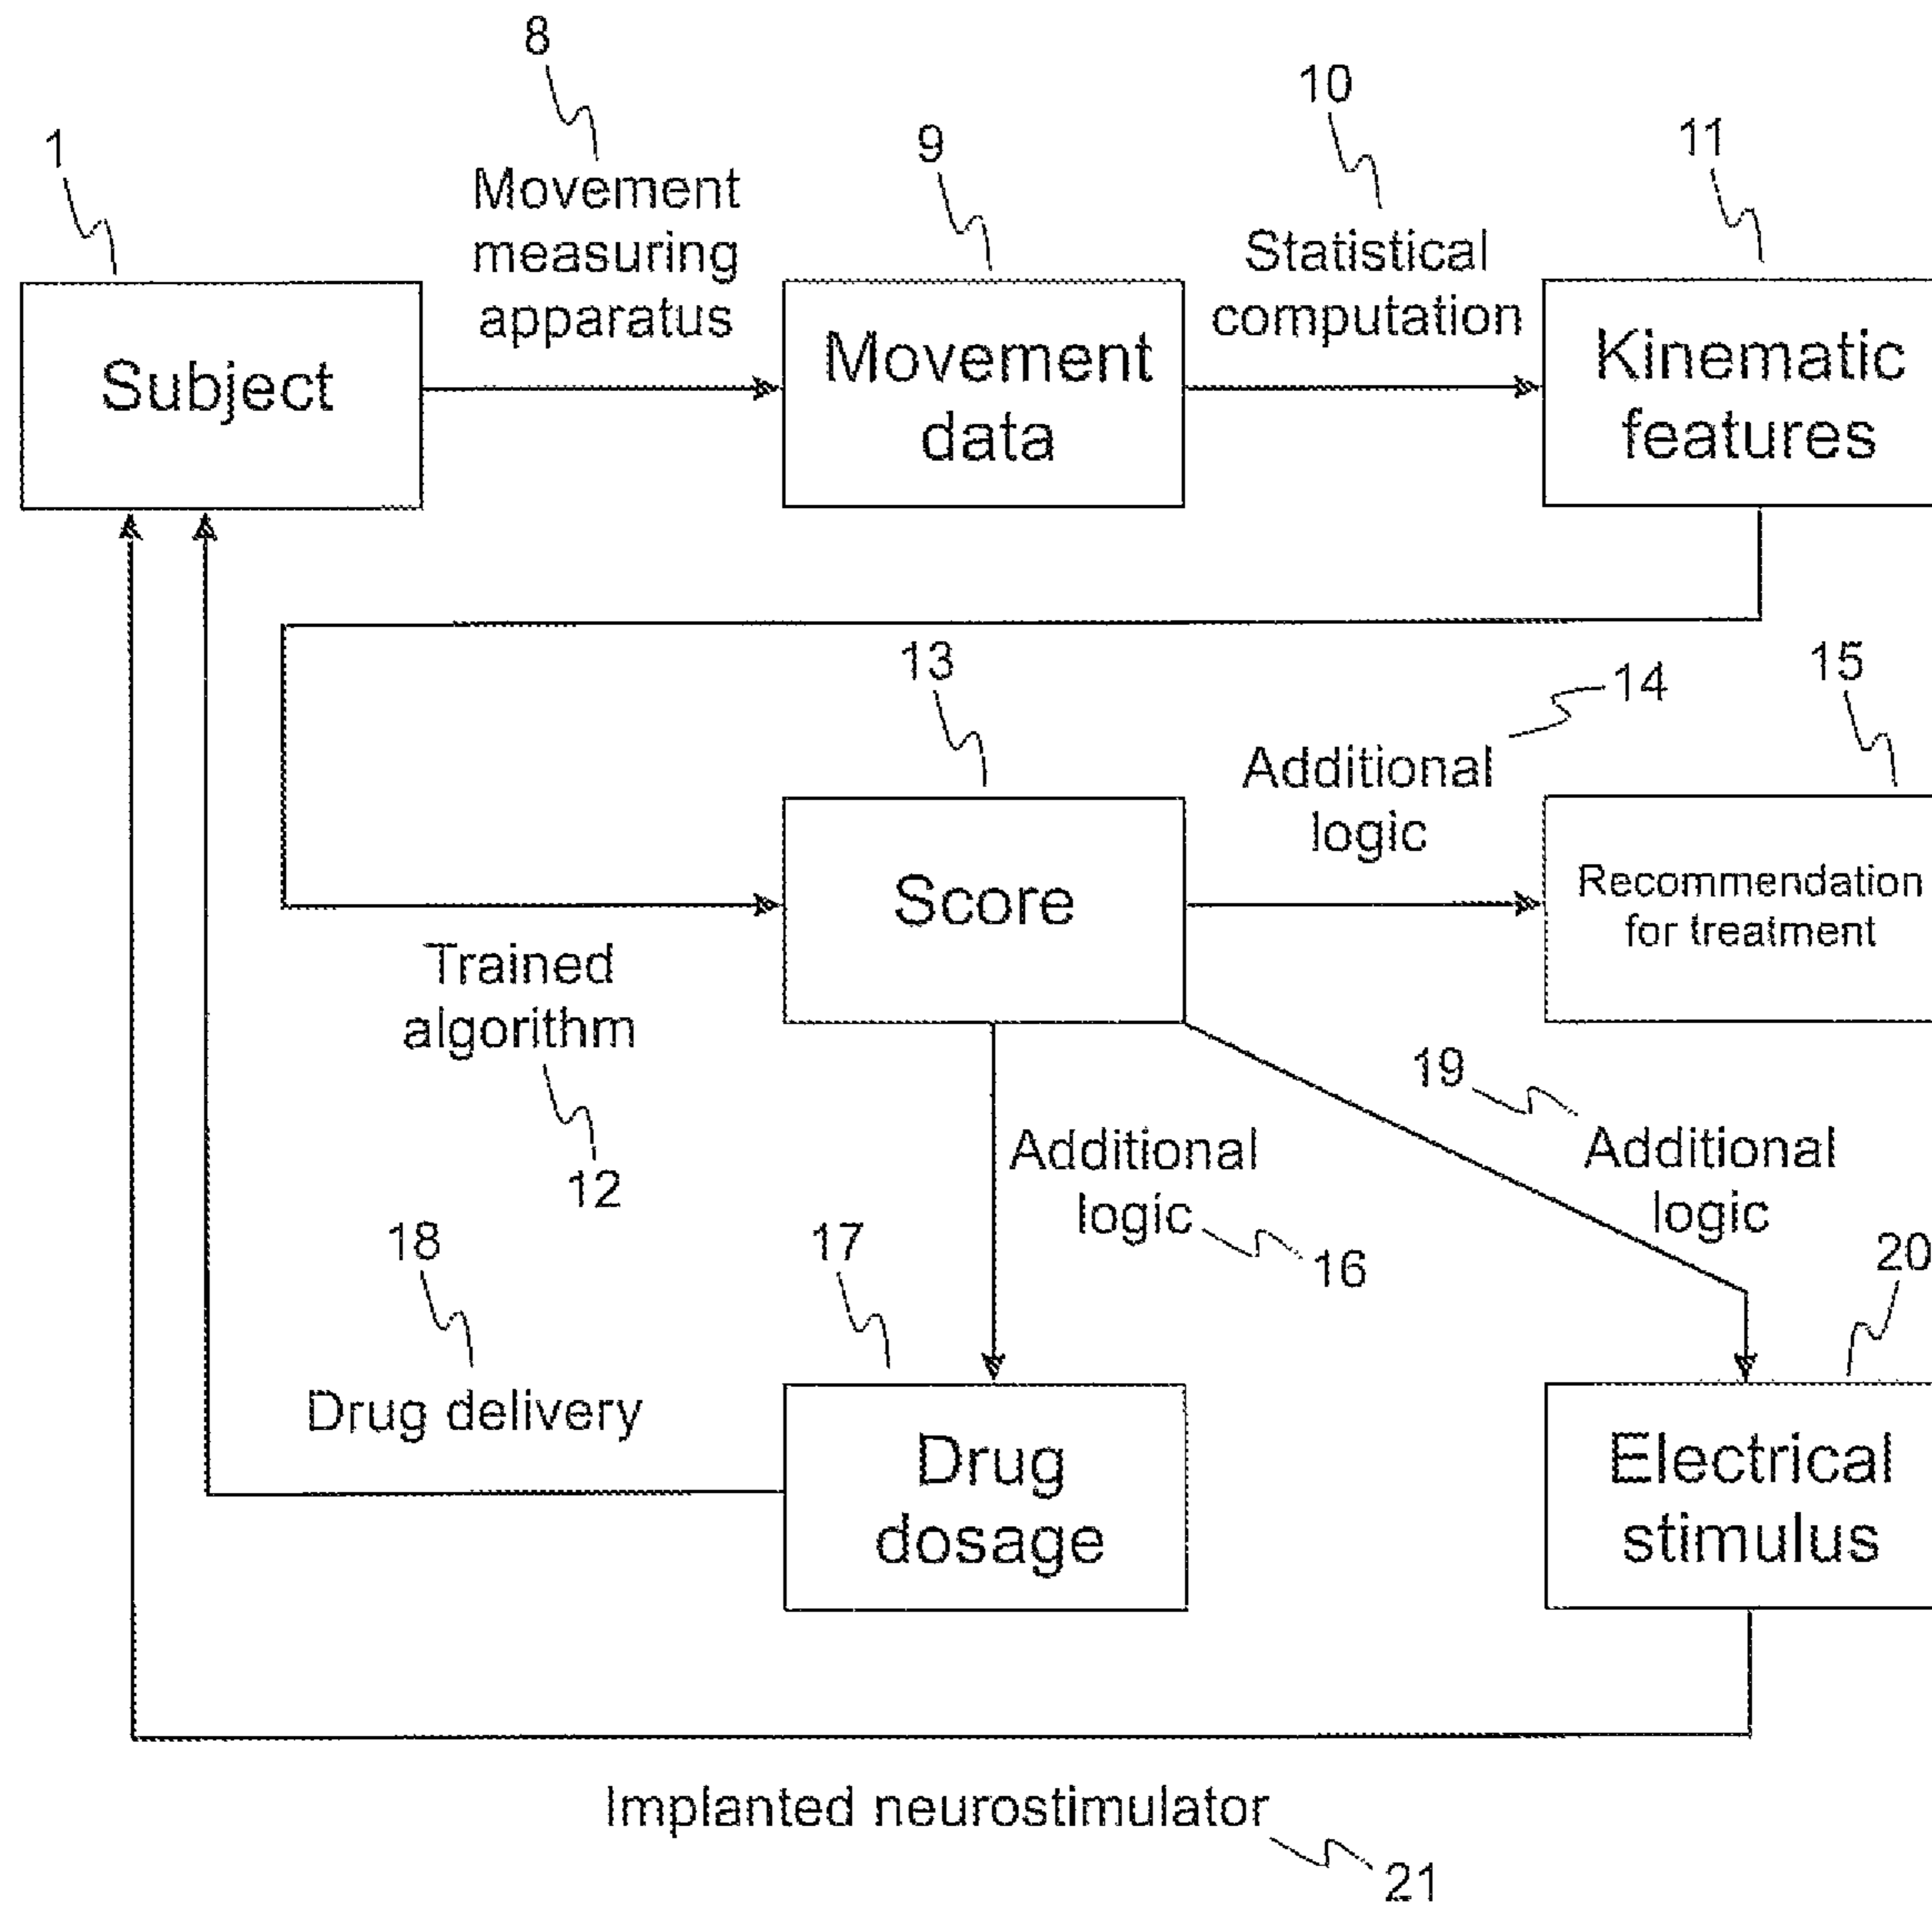 8
Movement
measuring
apparatus
1
Subject
9
Movement
data
10
Statistical
computation
11
Kinematic
features
13
Score
14
Additional
logic
15
Recommendation
for treatment
Trained
algorithm
12
Additional
logic
16
19
Additional
logic
18
Drug delivery
17
Drug
dosage
20
Electrical
stimulus
Implanted neurostimulator
21